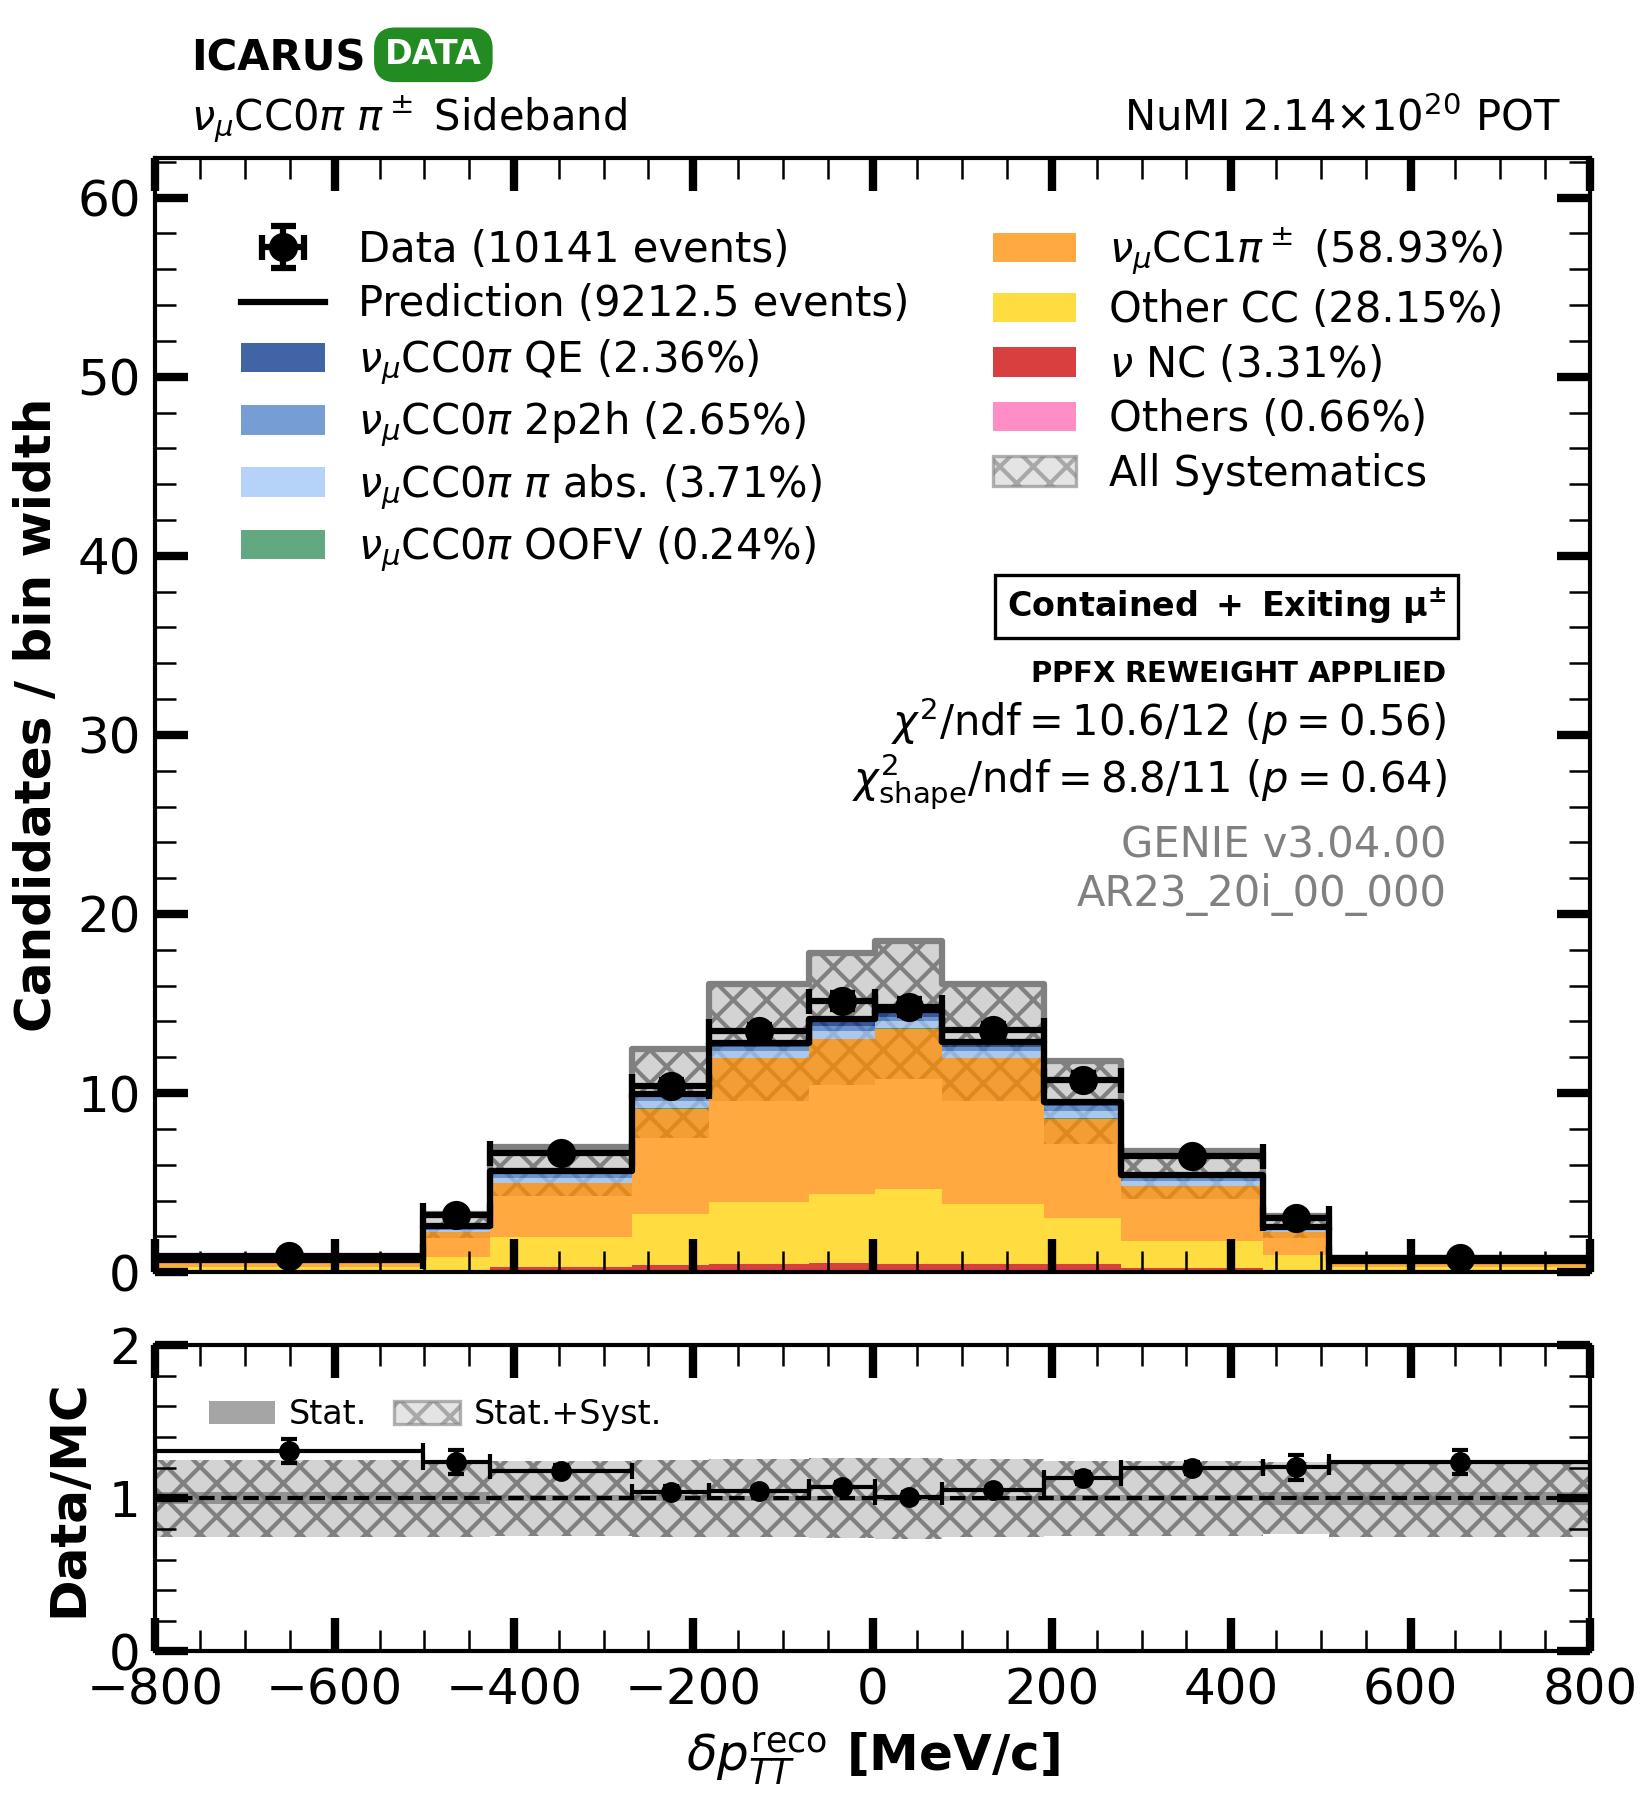 ICARUS DATA
νμCC0π π± Sideband
NuMI 2.14×10²⁰ POT
Candidates / bin width
60
50
40
30
20
10
0
Data (10141 events)
Prediction (9212.5 events)
νμCC0π QE (2.36%)
νμCC0π 2p2h (2.65%)
νμCC0π π abs. (3.71%)
νμCC0π OOFV (0.24%)
νμCC1π± (58.93%)
Other CC (28.15%)
ν NC (3.31%)
Others (0.66%)
All Systematics
Contained + Exiting μ±
PPFX REWEIGHT APPLIED
χ²/ndf = 10.6/12 (p = 0.56)
χ²shape/ndf = 8.8/11 (p = 0.64)
GENIE v3.04.00
AR23_20i_00_000
Data/MC
2
1
0
Stat. Stat.+Syst.
−800 −600 −400 −200 0 200 400 600 800
δp reco TT [MeV/c]